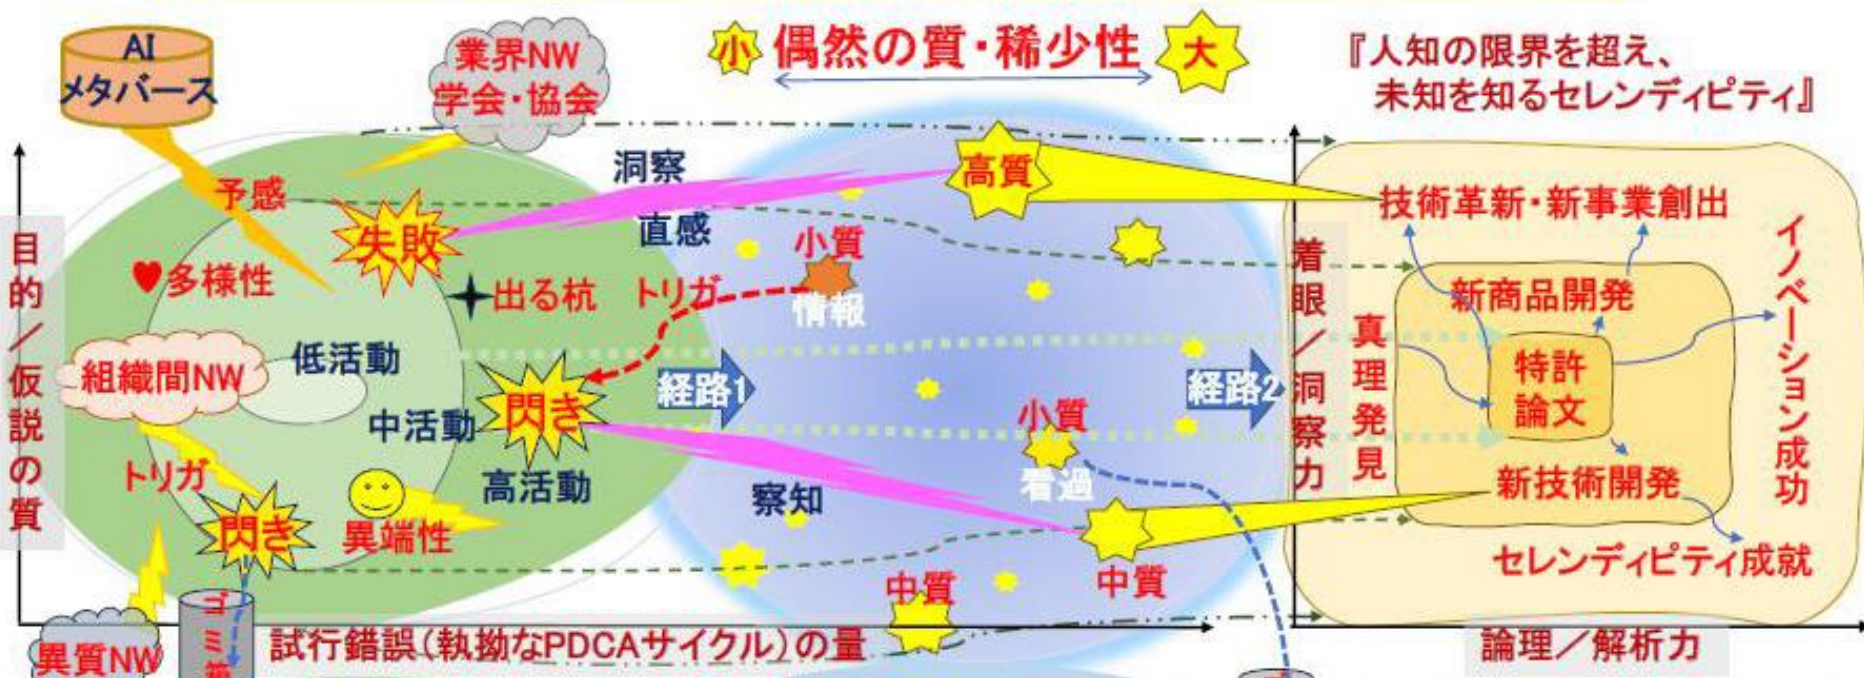 AI
メタバース
業界NW
学会・協会
小
偶然の質・稀少性
大
『人知の限界を超え、
未知を知るセレンディピティ』
目的／仮説の質
予感
失敗
多様性
出る杭
組織間NW
低活動
中活動
高活動
トリガ
閃き
異端性
閃き
洞察
直感
トリガ
小質
情報
高質
経路1
察知
小質
看過
中質
中質
経路2
着眼／洞察力
真理発見
技術革新・新事業創出
新商品開発
特許
論文
新技術開発
セレンディピティ成就
イノベーション成功
異質NW
ゴミ箱
試行錯誤（執拗なPDCAサイクル）の量
論理／解析力